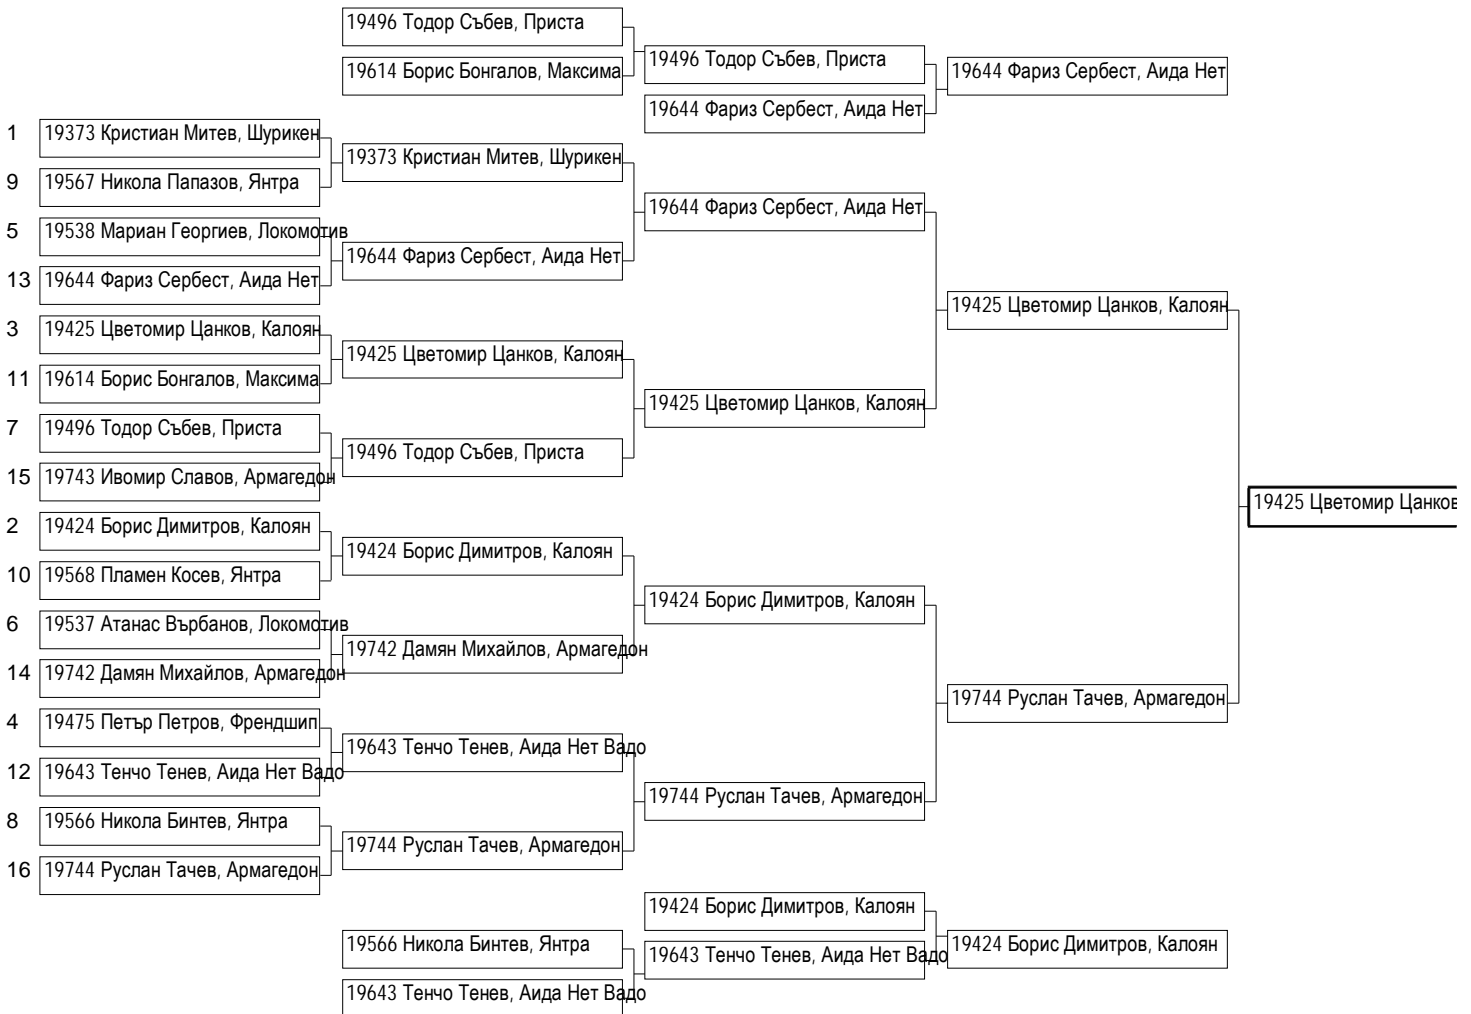 19496 Тодор Събев, Приста
19614 Борис Бонгалов, Максима
19496 Тодор Събев, Приста
19644 Фариз Сербест, Аида Нет
19644 Фариз Сербест, Аида Нет
1 19373 Кристиан Митев, Шурикен
9 19567 Никола Папазов, Янтра
5 19538 Мариан Георгиев, Локомотив
13 19644 Фариз Сербест, Аида Нет
3 19425 Цветомир Цанков, Калоян
11 19614 Борис Бонгалов, Максима
7 19496 Тодор Събев, Приста
15 19743 Ивомир Славов, Армагедон
2 19424 Борис Димитров, Калоян
10 19568 Пламен Косев, Янтра
6 19537 Атанас Върбанов, Локомотив
14 19742 Дамян Михайлов, Армагедон
4 19475 Петър Петров, Френдшип
12 19643 Тенчо Тенев, Аида Нет Вадо
8 19566 Никола Бинтев, Янтра
16 19744 Руслан Тачев, Армагедон
19373 Кристиан Митев, Шурикен
19644 Фариз Сербест, Аида Нет
19425 Цветомир Цанков, Калоян
19496 Тодор Събев, Приста
19424 Борис Димитров, Калоян
19742 Дамян Михайлов, Армагедон
19643 Тенчо Тенев, Аида Нет Вадо
19744 Руслан Тачев, Армагедон
19644 Фариз Сербест, Аида Нет
19425 Цветомир Цанков, Калоян
19424 Борис Димитров, Калоян
19744 Руслан Тачев, Армагедон
19425 Цветомир Цанков, Калоян
19744 Руслан Тачев, Армагедон
19425 Цветомир Цанков
19566 Никола Бинтев, Янтра
19643 Тенчо Тенев, Аида Нет Вадо
19424 Борис Димитров, Калоян
19643 Тенчо Тенев, Аида Нет Вадо
19424 Борис Димитров, Калоян